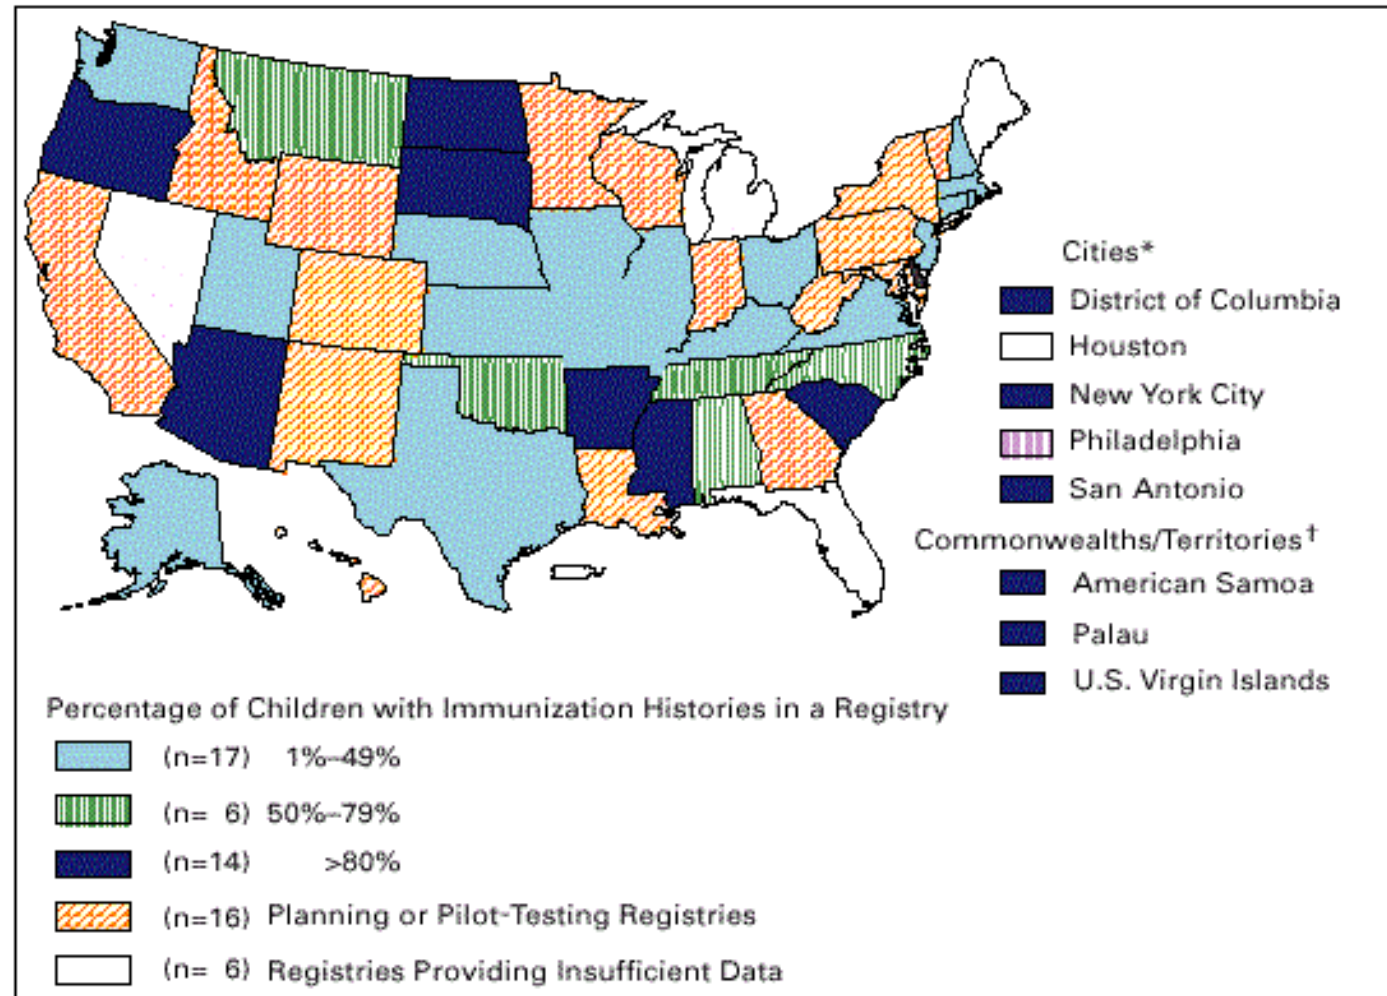 Cities*
District of Columbia
Houston
New York City
Philadelphia
San Antonio
Commonwealths/Territories†
American Samoa
Palau
U.S. Virgin Islands
Percentage of Children with Immunization Histories in a Registry
(n=17) 1%–49%
(n= 6) 50%–79%
(n=14) >80%
(n=16) Planning or Pilot-Testing Registries
(n= 6) Registries Providing Insufficient Data